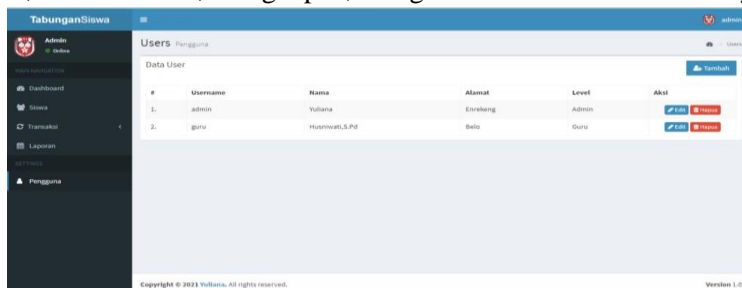 TabunganSiswa
admin
Admin
Online
Users Pengguna
Users
Data User
Tambah
MAIN NAVIGATION
Dashboard
Siswa
Transaksi
Laporan
SETTINGS
Pengguna
# Username Nama Alamat Level Aksi
1. admin Yuliana Enrekeng Admin Edit Hapus
2. guru Husniwati,S.Pd Belo Guru Edit Hapus
Copyright © 2021 Yuliana. All rights reserved.
Version 1.0